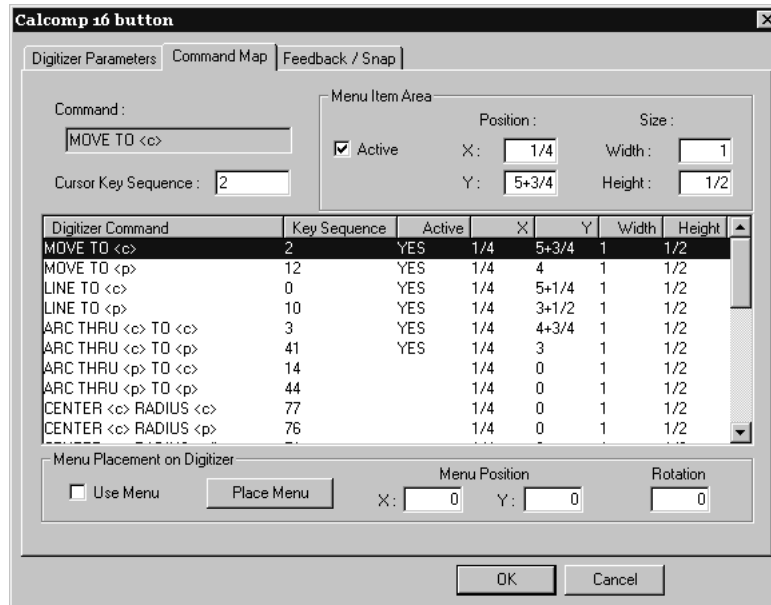 Calcomp 16 button
Digitizer Parameters Command Map Feedback / Snap
Command :
MOVE TO <c>
Cursor Key Sequence : 2
Menu Item Area
Position : Size :
Active X : 1/4 Width : 1
Y : 5+3/4 Height : 1/2
Digitizer Command Key Sequence Active X Y Width Height
MOVE TO <c> 2 YES 1/4 5+3/4 1 1/2
MOVE TO <p> 12 YES 1/4 4 1 1/2
LINE TO <c> 0 YES 1/4 5+1/4 1 1/2
LINE TO <p> 10 YES 1/4 3+1/2 1 1/2
ARC THRU <c> TO <c> 3 YES 1/4 4+3/4 1 1/2
ARC THRU <c> TO <p> 41 YES 1/4 3 1 1/2
ARC THRU <p> TO <c> 14 1/4 0 1 1/2
ARC THRU <p> TO <p> 44 1/4 0 1 1/2
CENTER <c> RADIUS <c> 77 1/4 0 1 1/2
CENTER <c> RADIUS <p> 76 1/4 0 1 1/2
Menu Placement on Digitizer
Menu Position Rotation
Use Menu Place Menu X : 0 Y : 0 0
OK Cancel